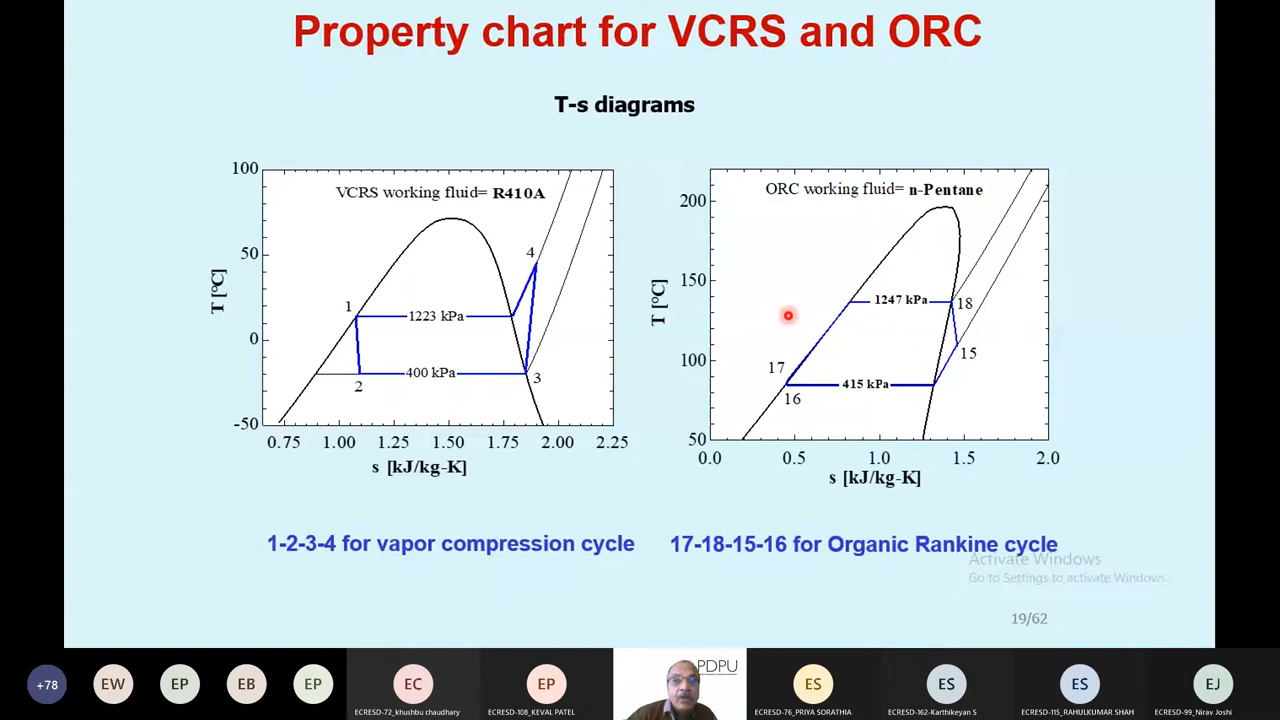 Property chart for VCRS and ORC
T-s diagrams
VCRS working fluid= R410A
100
50
0
-50
T [°C]
1
2
3
4
1223 kPa
400 kPa
0.75 1.00 1.25 1.50 1.75 2.00 2.25
s [kJ/kg-K]
ORC working fluid= n-Pentane
200
150
100
50
T [°C]
1247 kPa
18
15
17
16
415 kPa
0.0 0.5 1.0 1.5 2.0
s [kJ/kg-K]
1-2-3-4 for vapor compression cycle
17-18-15-16 for Organic Rankine cycle
Activate Windows
Go to Settings to activate Windows.
19/62
+78
EW
EP
EB
EP
EC
ECRESD-72_khushbu chaudhary
EP
ECRESD-108_KEVAL PATEL
PDPU
ES
ECRESD-76_PRIYA SORATHIA
ES
ECRESD-162-Karthikeyan S
ES
ECRESD-115_RAHULKUMAR SHAH
EJ
ECRESD-99_Nirav Joshi